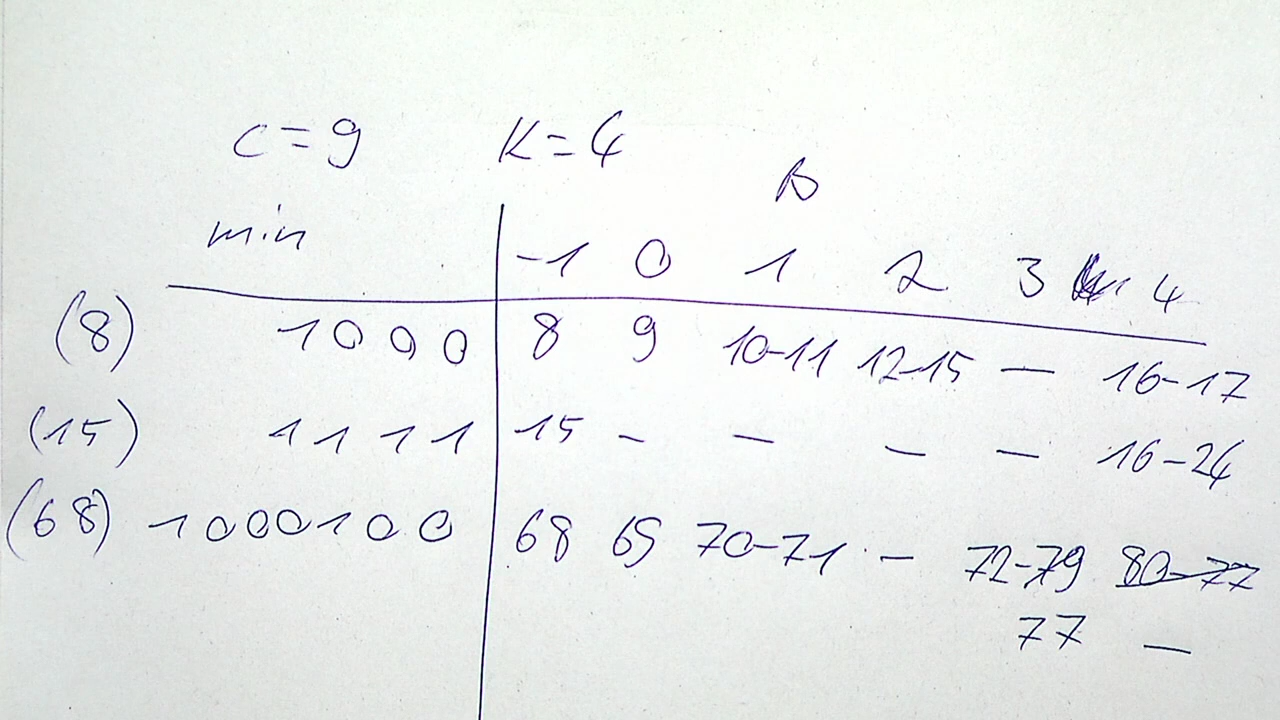 c=9 K=4
B
min -1 0 1 2 3 4
(8) 1000 8 9 10-11 12-15 — 16-17
(15) 1111 15 - — — — 16-24
(68) 1000100 68 69 70-71 - 72-79 80-77
77 —